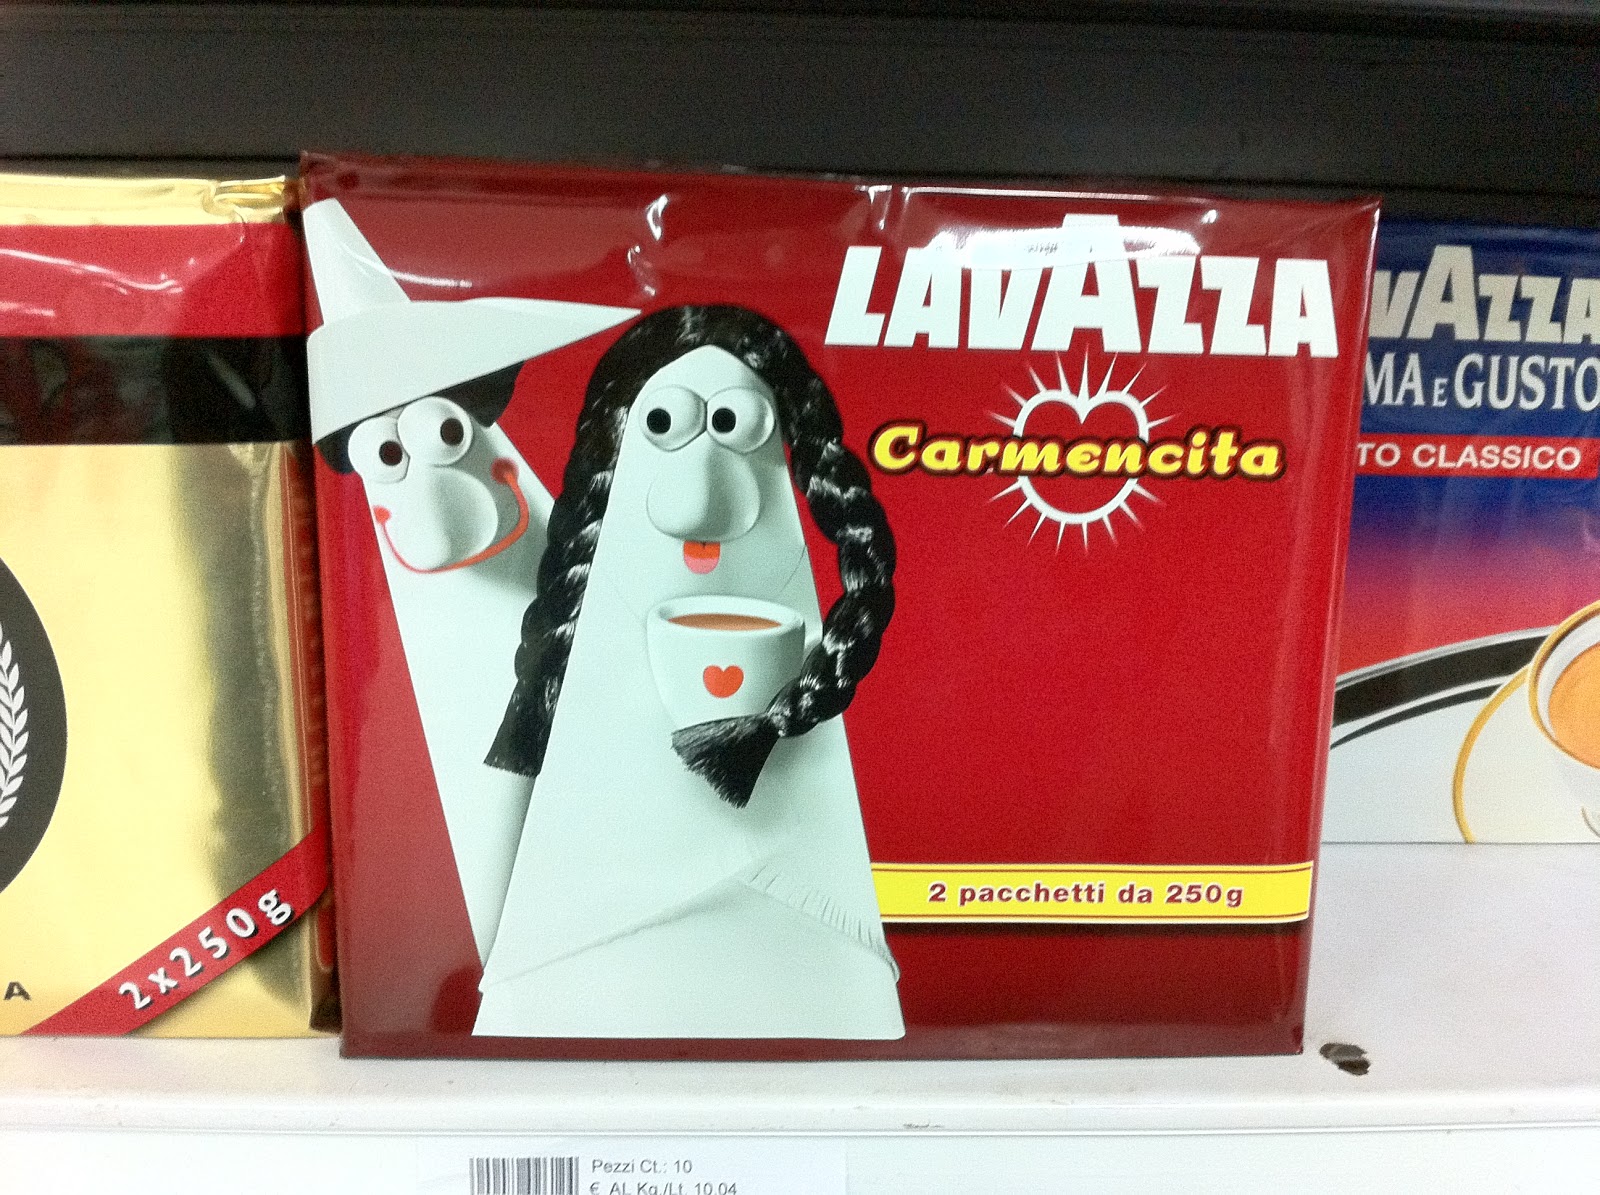 LAVAZZA
Carmencita
2 pacchetti da 250g
2x250g
A
VAZZA
MA E GUSTO
TO CLASSICO
Pezzi Ct.: 10
€ AL Kg./Lt. 10.04